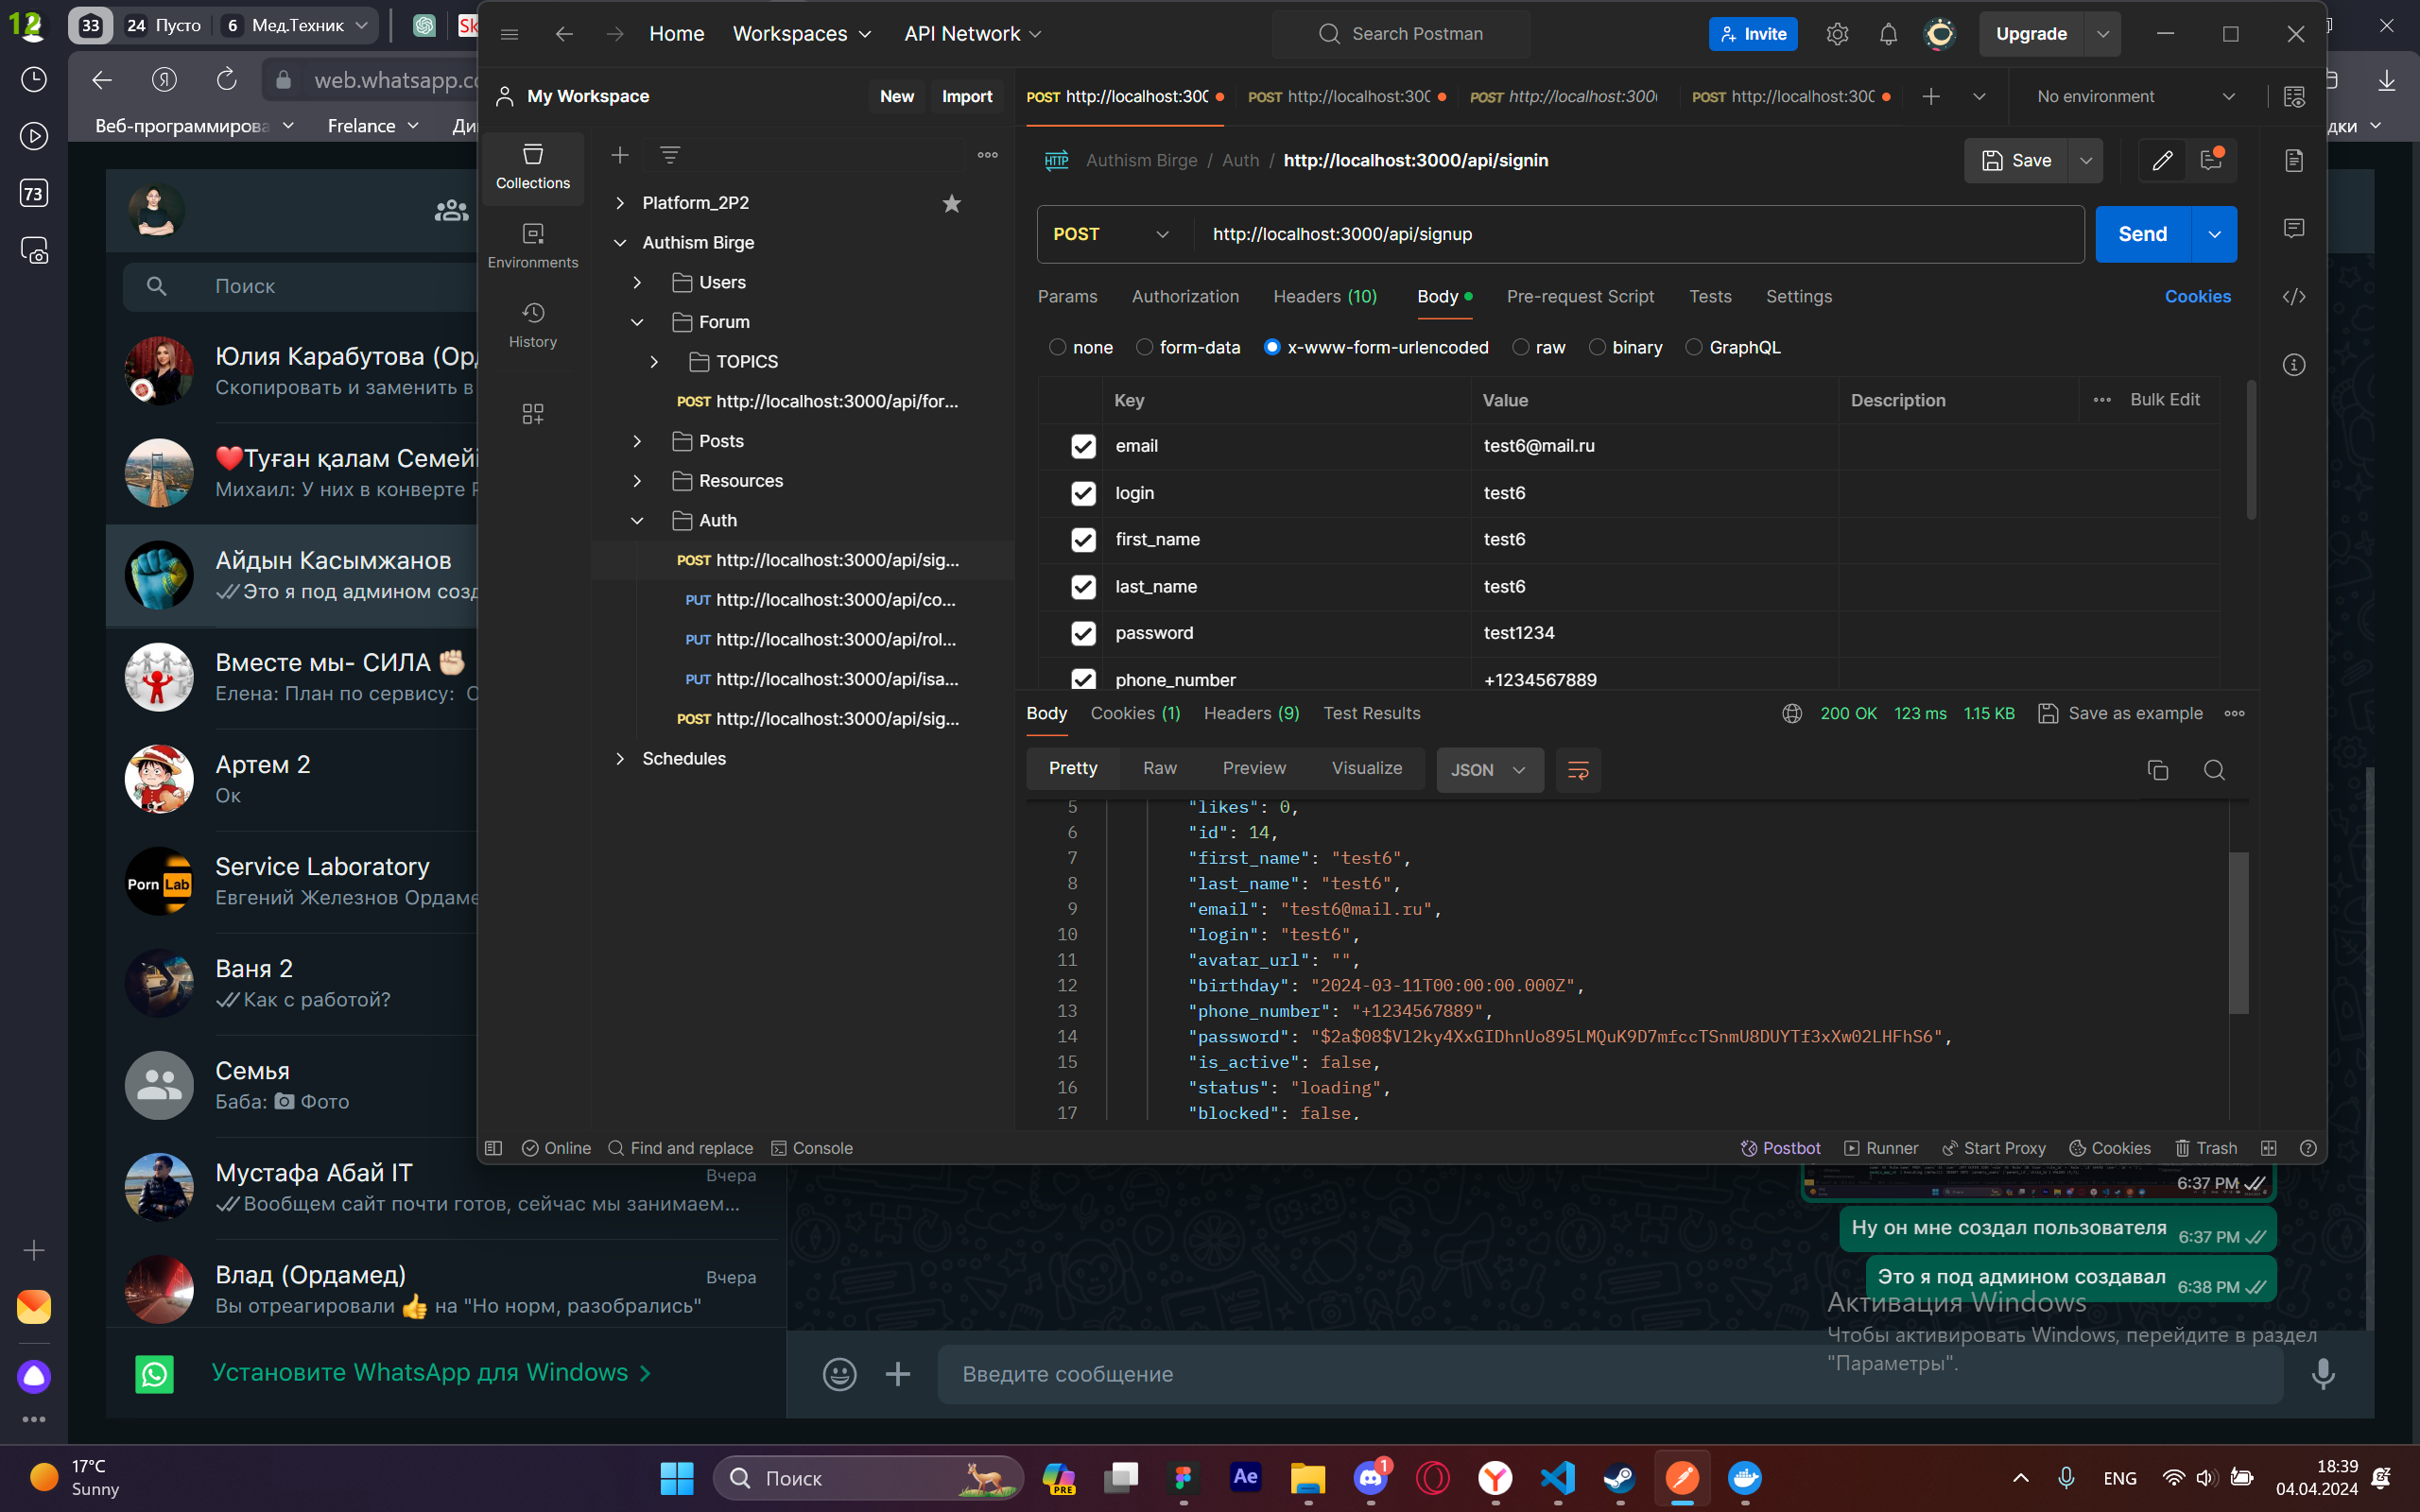 12
33
24 Пусто
6 Мед.Техник
web.whatsapp.co
Веб-программирова
Frelance
73
Home
Workspaces
API Network
Search Postman
Invite
Upgrade
My Workspace
New
Import
POST http://localhost:300
POST http://localhost:300
POST http://localhost:300
POST http://localhost:300
No environment
дки
Collections
Environments
History
Platform_2P2
Authism Birge
Users
Forum
TOPICS
POST http://localhost:3000/api/for...
Posts
Resources
Auth
POST http://localhost:3000/api/sig...
PUT http://localhost:3000/api/co...
PUT http://localhost:3000/api/rol...
PUT http://localhost:3000/api/isa...
POST http://localhost:3000/api/sig...
Schedules
HTTP Authism Birge / Auth / http://localhost:3000/api/signin
Save
POST http://localhost:3000/api/signup
Send
Params Authorization Headers (10) Body Pre-request Script Tests Settings Cookies
none form-data x-www-form-urlencoded raw binary GraphQL
Key Value Description Bulk Edit
email test6@mail.ru
login test6
first_name test6
last_name test6
password test1234
phone_number +1234567889
Body Cookies (1) Headers (9) Test Results 200 OK 123 ms 1.15 KB Save as example
Pretty Raw Preview Visualize JSON
5 "likes": 0,
6 "id": 14,
7 "first_name": "test6",
8 "last_name": "test6",
9 "email": "test6@mail.ru",
10 "login": "test6",
11 "avatar_url": "",
12 "birthday": "2024-03-11T00:00:00.000Z",
13 "phone_number": "+1234567889",
14 "password": "$2a$08$Vl2ky4XxGIDhnUo895LMQuK9D7mfccTSnmU8DUYTf3xXw02LHFhS6",
15 "is_active": false,
16 "status": "loading",
17 "blocked": false,
Online Find and replace Console
Postbot Runner Start Proxy Cookies Trash
Поиск
Юлия Карабутова (Орд
Скопировать и заменить в
❤️Туған қалам Семей
Михаил: У них в конверте
Айдын Касымжанов
Это я под админом созд
Вместе мы- СИЛА ✊🏻
Елена: План по сервису:
Артем 2
Ок
Service Laboratory
Porn Lab
Евгений Железнов Ордаме
Ваня 2
Как с работой?
Семья
Баба: Фото
Мустафа Абай IT Вчера
Вообщем сайт почти готов, сейчас мы занимаем...
Влад (Ордамед) Вчера
Вы отреагировали 👍 на "Но норм, разобрались"
Установите WhatsApp для Windows
6:37 PM
Ну он мне создал пользователя 6:37 PM
Это я под админом создавал 6:38 PM
Активация Windows
Чтобы активировать Windows, перейдите в раздел
"Параметры".
Введите сообщение
17°C
Sunny
Поиск
PRE
Ae
1
ENG
18:39
04.04.2024